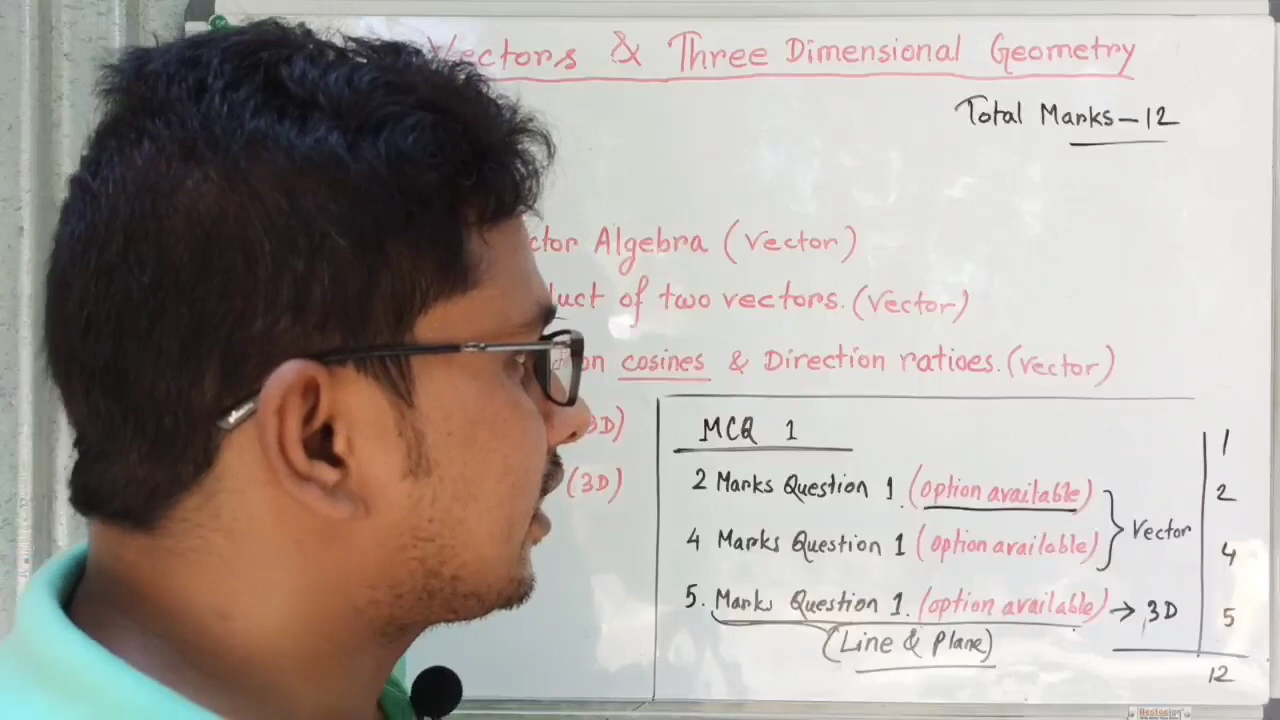 Vectors & Three Dimensional Geometry
Total Marks-12
ctor Algebra (Vector)
duct of two vectors. (Vector)
on cosines & Direction ratioes. (Vector)
3D)
(3D)
MCQ 1
1
2 Marks Question 1. (option available)
2
4 Marks Question 1 (option available)
Vector
4
5. Marks Question 1. (option available) → 3D
5
(Line & Plane)
12